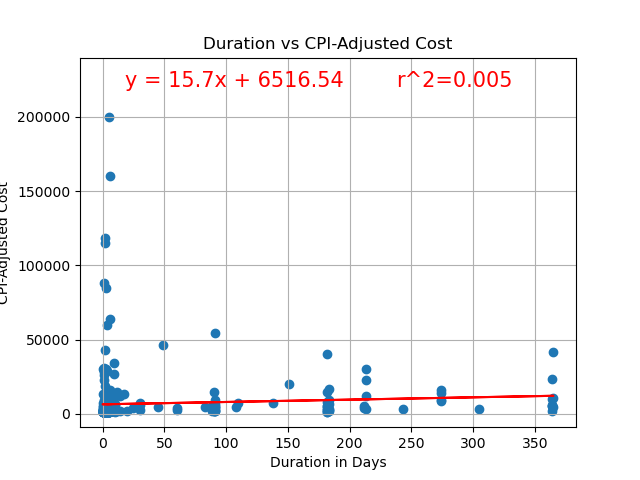 Duration vs CPI-Adjusted Cost
y = 15.7x + 6516.54 r^2=0.005
200000
150000
100000
50000
0
CPI-Adjusted Cost
0 50 100 150 200 250 300 350
Duration in Days